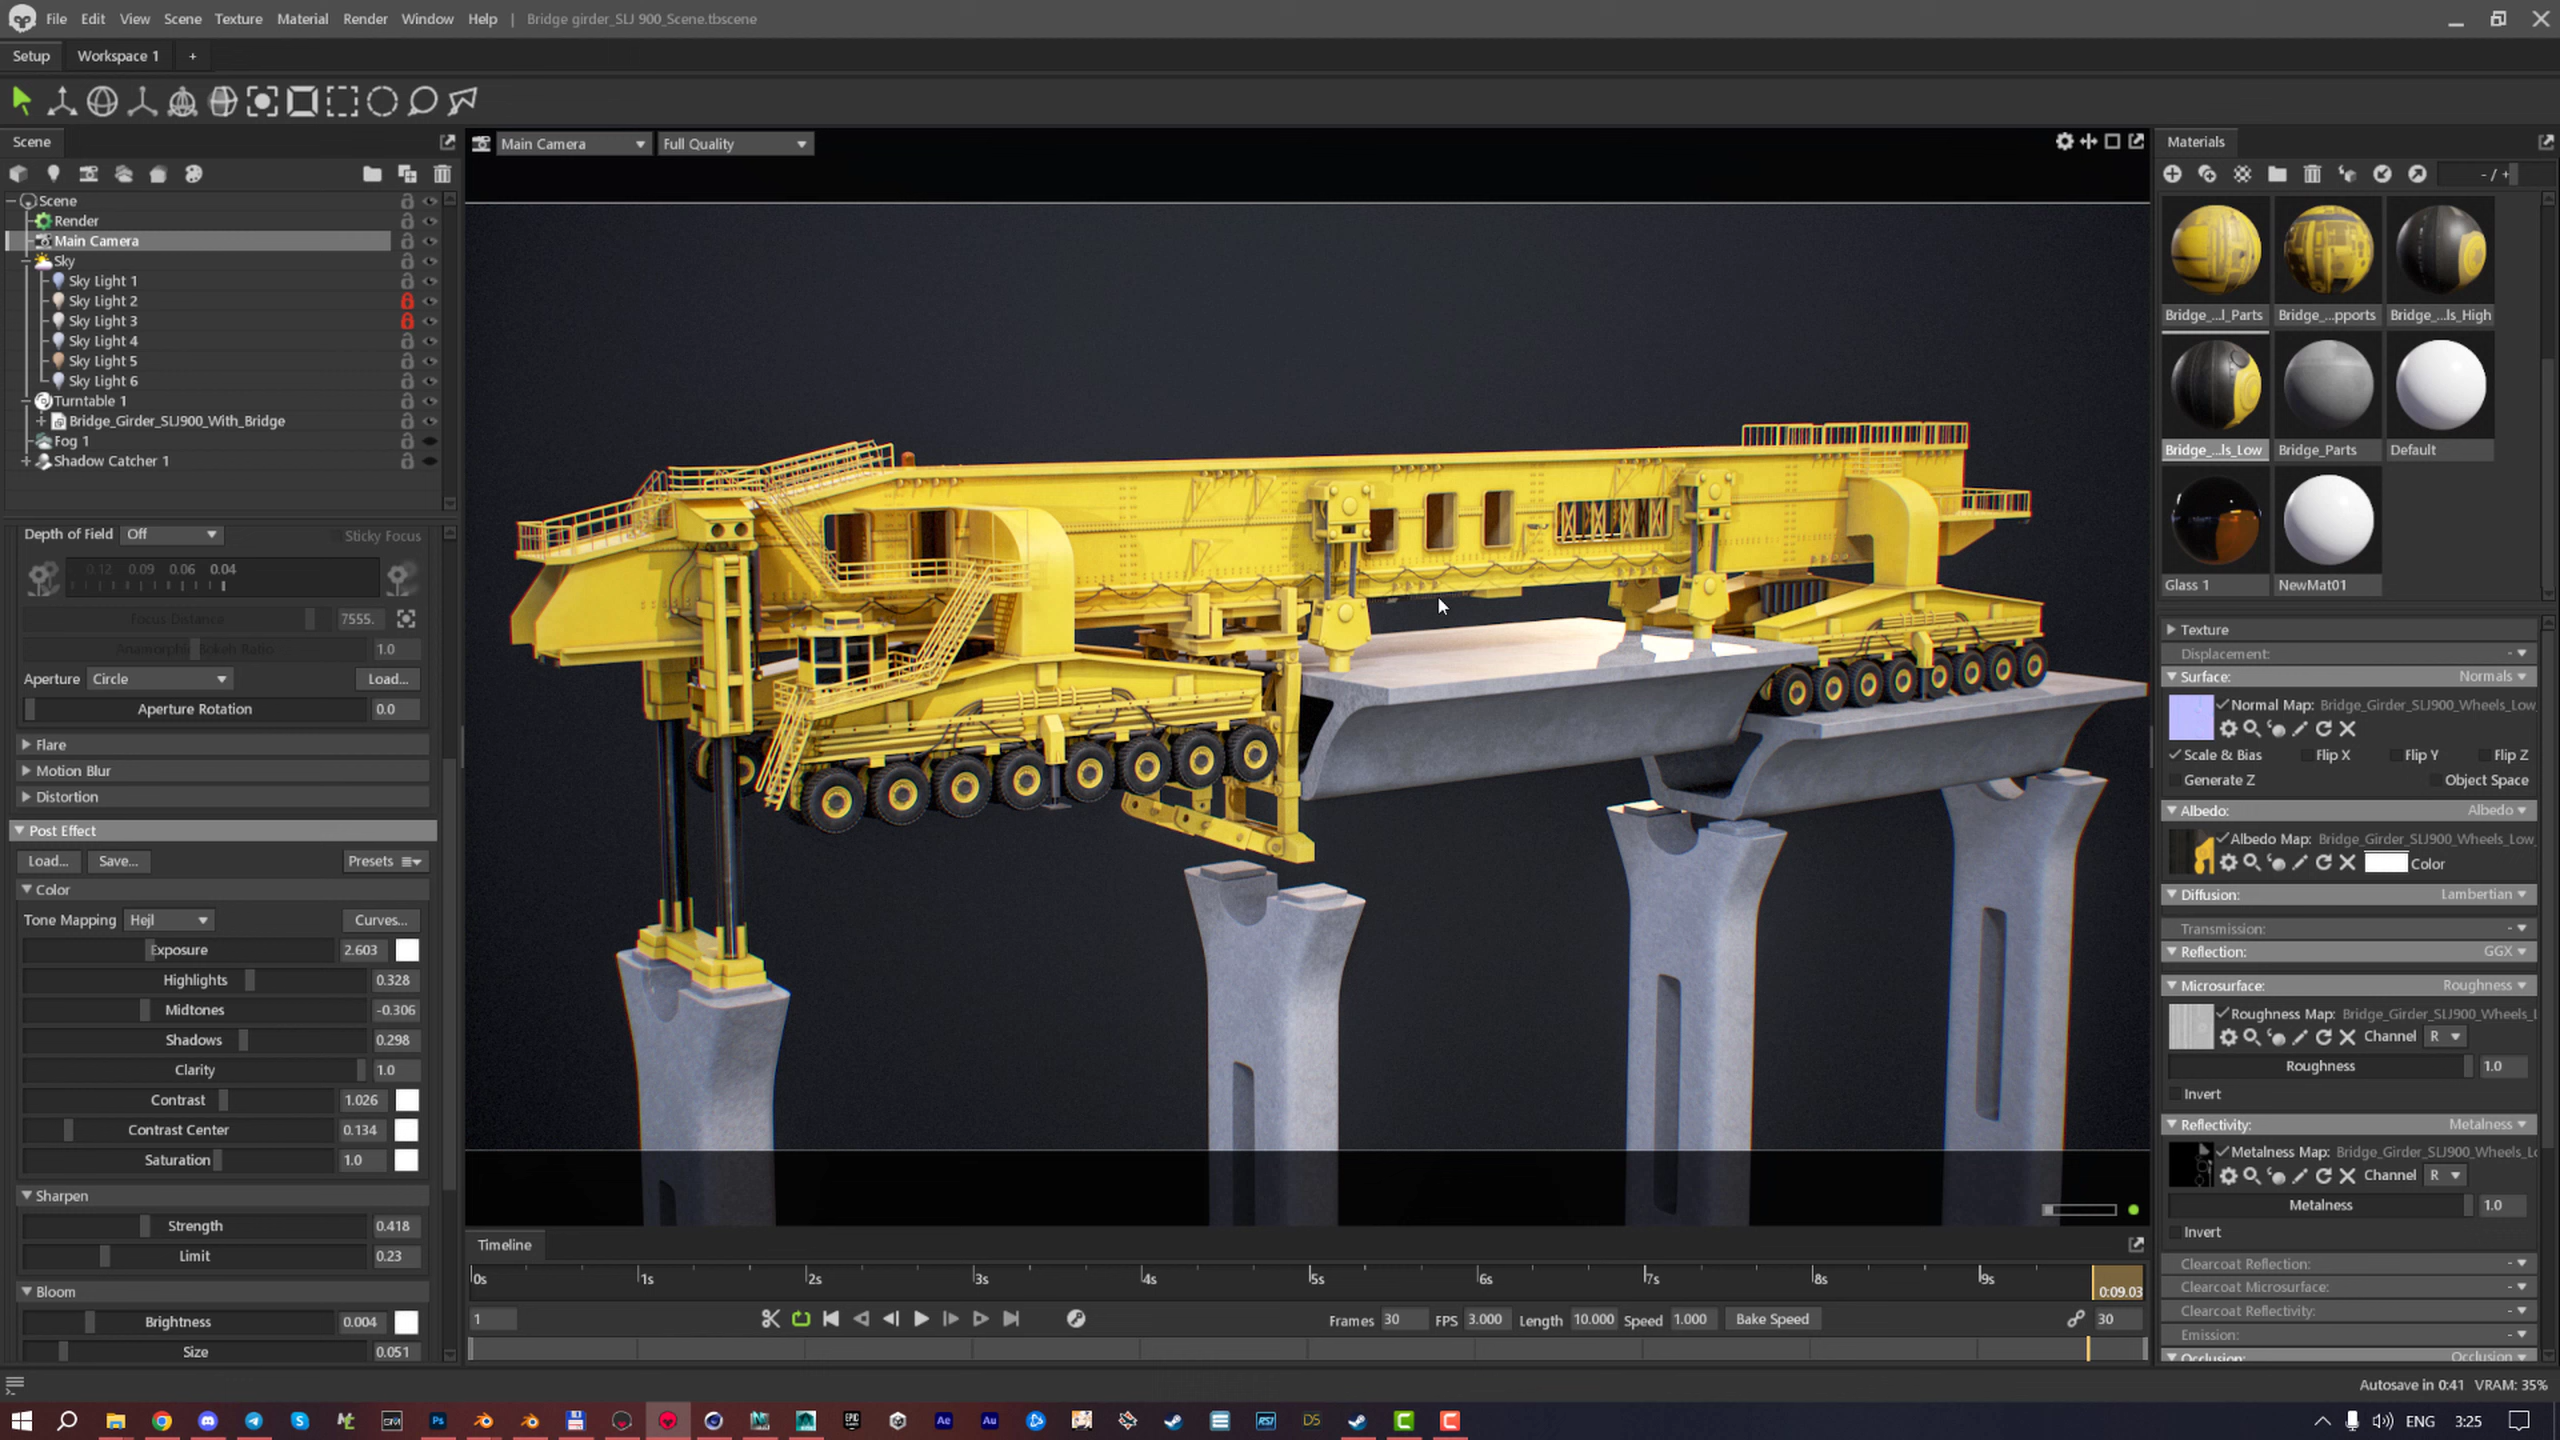 File Edit View Scene Texture Material Render Window Help | Bridge girder_SLJ 900_Scene.tbscene
Setup Workspace 1 +
Scene
Scene
Render
Main Camera
Sky
Sky Light 1
Sky Light 2
Sky Light 3
Sky Light 4
Sky Light 5
Sky Light 6
Turntable 1
Bridge_Girder_SLJ900_With_Bridge
Fog 1
Shadow Catcher 1
Depth of Field Off Sticky Focus
0.12 0.09 0.06 0.04
Focus Distance 7555.
Anamorphic Bokeh Ratio 1.0
Aperture Circle Load...
Aperture Rotation 0.0
Flare
Motion Blur
Distortion
Post Effect
Load... Save... Presets
Color
Tone Mapping Hejl Curves...
Exposure 2.603
Highlights 0.328
Midtones -0.306
Shadows 0.298
Clarity 1.0
Contrast 1.026
Contrast Center 0.134
Saturation 1.0
Sharpen
Strength 0.418
Limit 0.23
Bloom
Brightness 0.004
Size 0.051
Main Camera Full Quality
Timeline
0s 1s 2s 3s 4s 5s 6s 7s 8s 9s 0:09.03
1 Frames 30 FPS 3.000 Length 10.000 Speed 1.000 Bake Speed 30
Materials
- / +
Bridge_...l_Parts Bridge_...pports Bridge_...ls_High
Bridge_...ls_Low Bridge_Parts Default
Glass 1 NewMat01
Texture
Displacement: -
Surface: Normals
Normal Map: Bridge_Girder_SLJ900_Wheels_Low
Scale & Bias Flip X Flip Y Flip Z
Generate Z Object Space
Albedo: Albedo
Albedo Map: Bridge_Girder_SLJ900_Wheels_Low
Color
Diffusion: Lambertian
Transmission: -
Reflection: GGX
Microsurface: Roughness
Roughness Map: Bridge_Girder_SLJ900_Wheels_L
Channel R
Roughness 1.0
Invert
Reflectivity: Metalness
Metalness Map: Bridge_Girder_SLJ900_Wheels_Lo
Channel R
Metalness 1.0
Invert
Clearcoat Reflection: -
Clearcoat Microsurface: -
Clearcoat Reflectivity: -
Emission: -
Occlusion: Occlusion
Autosave in 0:41 VRAM: 35%
Ps EPIC Ae Au RSI DS ENG 3:25